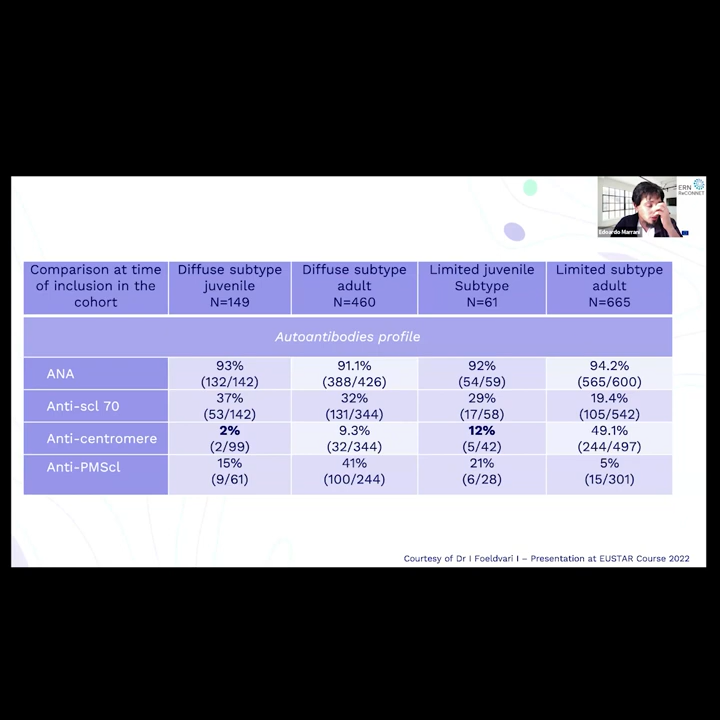 ERN
ReCONNET
Edoardo Marrani
Comparison at time of inclusion in the cohort
Diffuse subtype juvenile N=149
Diffuse subtype adult N=460
Limited juvenile Subtype N=61
Limited subtype adult N=665
Autoantibodies profile
ANA
93% (132/142)
91.1% (388/426)
92% (54/59)
94.2% (565/600)
Anti-scl 70
37% (53/142)
32% (131/344)
29% (17/58)
19.4% (105/542)
Anti-centromere
2% (2/99)
9.3% (32/344)
12% (5/42)
49.1% (244/497)
Anti-PMScl
15% (9/61)
41% (100/244)
21% (6/28)
5% (15/301)
Courtesy of Dr I Foeldvari I – Presentation at EUSTAR Course 2022